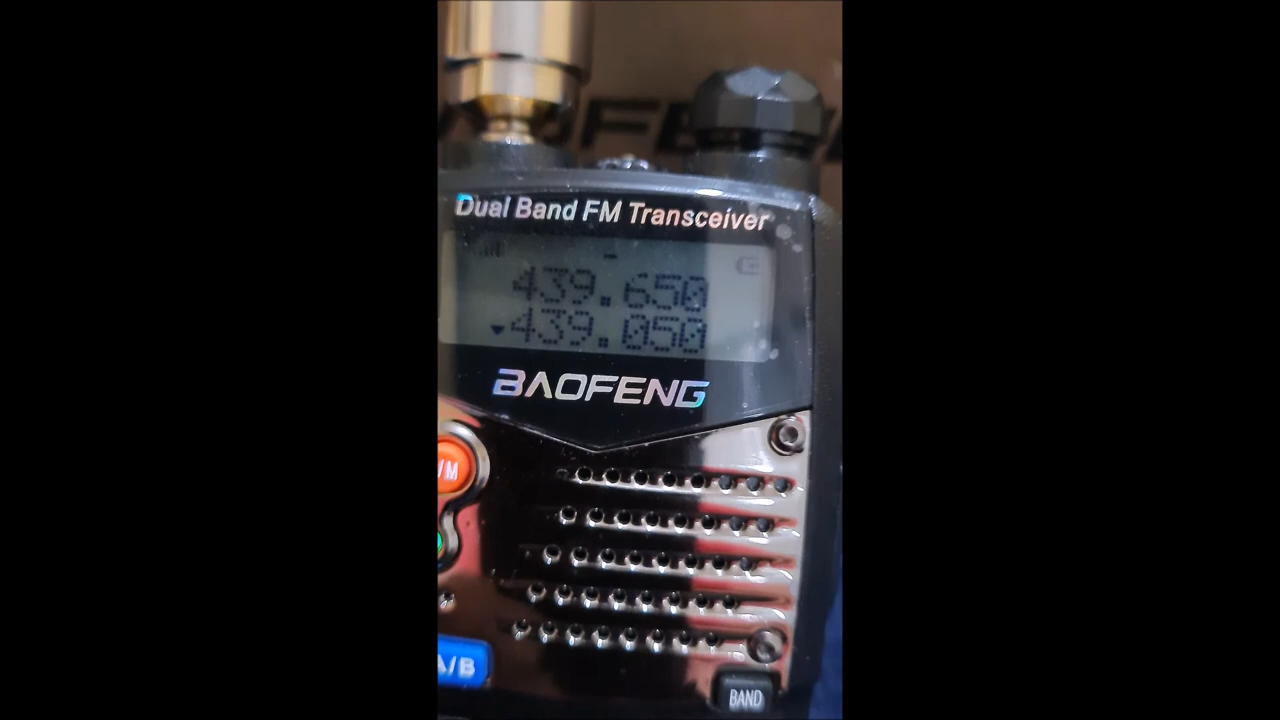 Dual Band FM Transceiver
439.650
439.050
BAOFENG
/M
A/B
BAND